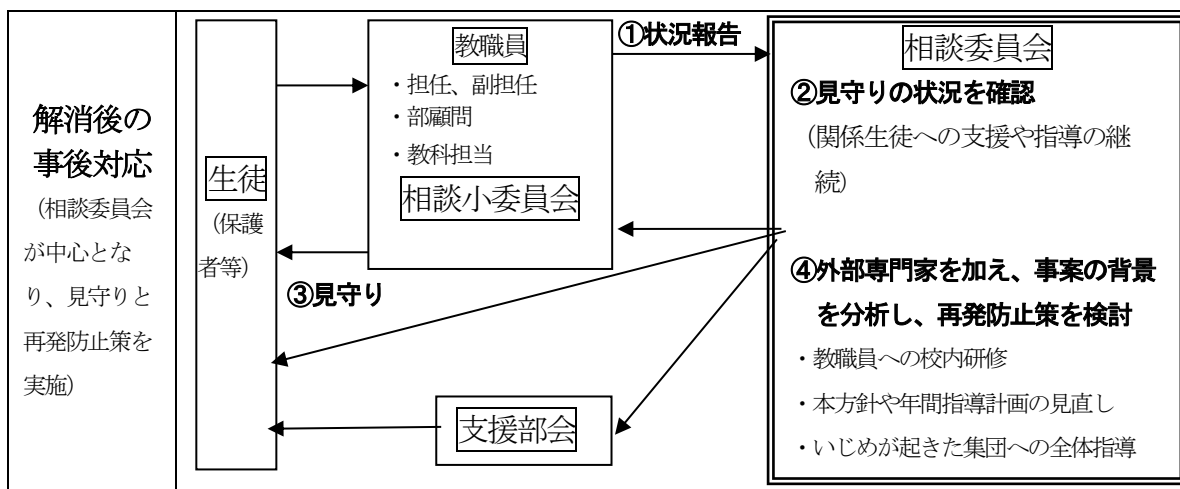 解消後の
事後対応
（相談委員会
が中心とな
り、見守りと
再発防止策を
実施）
生徒
（保護
者等）
教職員
・担任、副担任
・部顧問
・教科担当
相談小委員会
①状況報告
③見守り
支援部会
相談委員会
②見守りの状況を確認
（関係生徒への支援や指導の継
続）
④外部専門家を加え、事案の背景
を分析し、再発防止策を検討
・教職員への校内研修
・本方針や年間指導計画の見直し
・いじめが起きた集団への全体指導